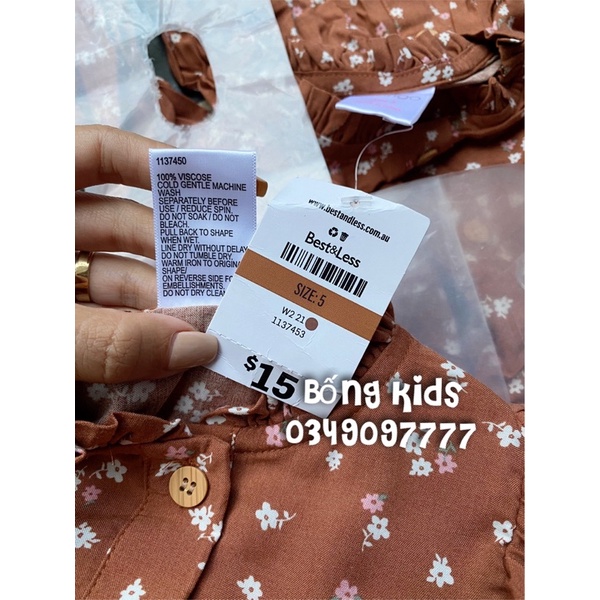 1137450
100% VISCOSE
COLD GENTLE MACHINE
WASH
SEPARATELY BEFORE
USE / REDUCE SPIN.
DO NOT SOAK / DO NOT
BLEACH.
PULL BACK TO SHAPE
WHEN WET.
LINE DRY WITHOUT DELAY
DO NOT TUMBLE DRY.
WARM IRON TO ORIGIN
SHAPE/
ON REVERSE SIDE FO
EMBELLISHMENTS.
DO NOT DRY CLEA
www.bestandless.com.au
Best&Less
SIZE: 5
W2 21
1137453
$15
Bống kids
0349097777